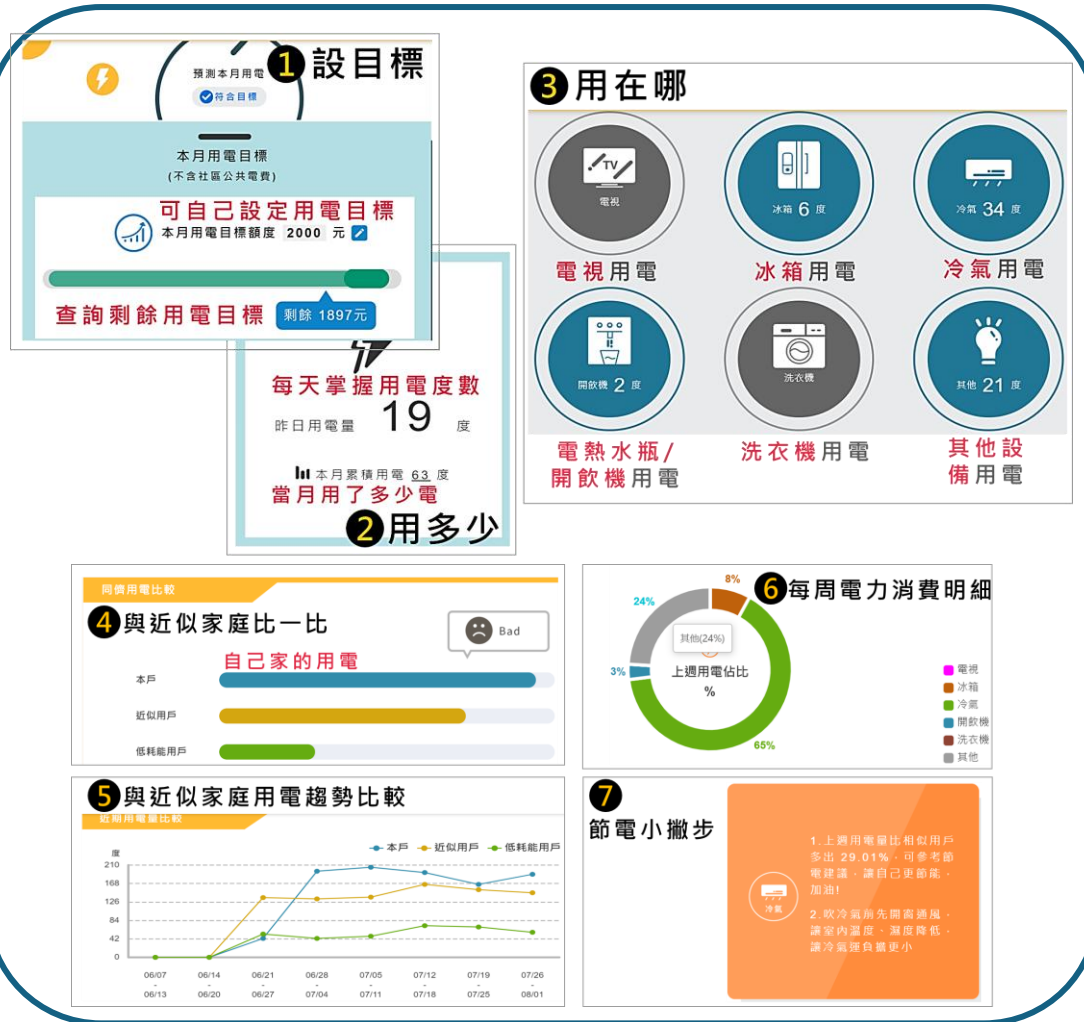 預測本月用電
符合目標
1 設目標
本月用電目標
(不含社區公共電費)
可自己設定用電目標
本月用電目標額度 2000 元
查詢剩餘用電目標
剩餘 1897元
每天掌握用電度數
昨日用電量 19 度
本月累積用電 63 度
當月用了多少電
2 用多少
3 用在哪
TV
電視
冰箱 6 度
冷氣 34 度
電視用電
冰箱用電
冷氣用電
開飲機 2 度
洗衣機
其他 21 度
電熱水瓶/
開飲機用電
洗衣機用電
其他設
備用電
同儕用電比較
4 與近似家庭比一比
Bad
自己家的用電
本戶
近似用戶
低耗能用戶
6 每周電力消費明細
8%
24%
其他(24%)
上週用電佔比
%
3%
65%
電視
冰箱
冷氣
開飲機
洗衣機
其他
5 與近似家庭用電趨勢比較
近期用電量比較
本戶 近似用戶 低耗能用戶
度
210
168
126
84
42
0
06/07 06/14 06/21 06/28 07/05 07/12 07/19 07/26
- - - - - - - -
06/13 06/20 06/27 07/04 07/11 07/18 07/25 08/01
7
節電小撇步
冷氣
1.上週用電量比相似用戶
多出 29.01%，可參考節
電建議，讓自己更節能，
加油!
2.吹冷氣前先開窗通風，
讓室內溫度、濕度降低，
讓冷氣運負擔更小